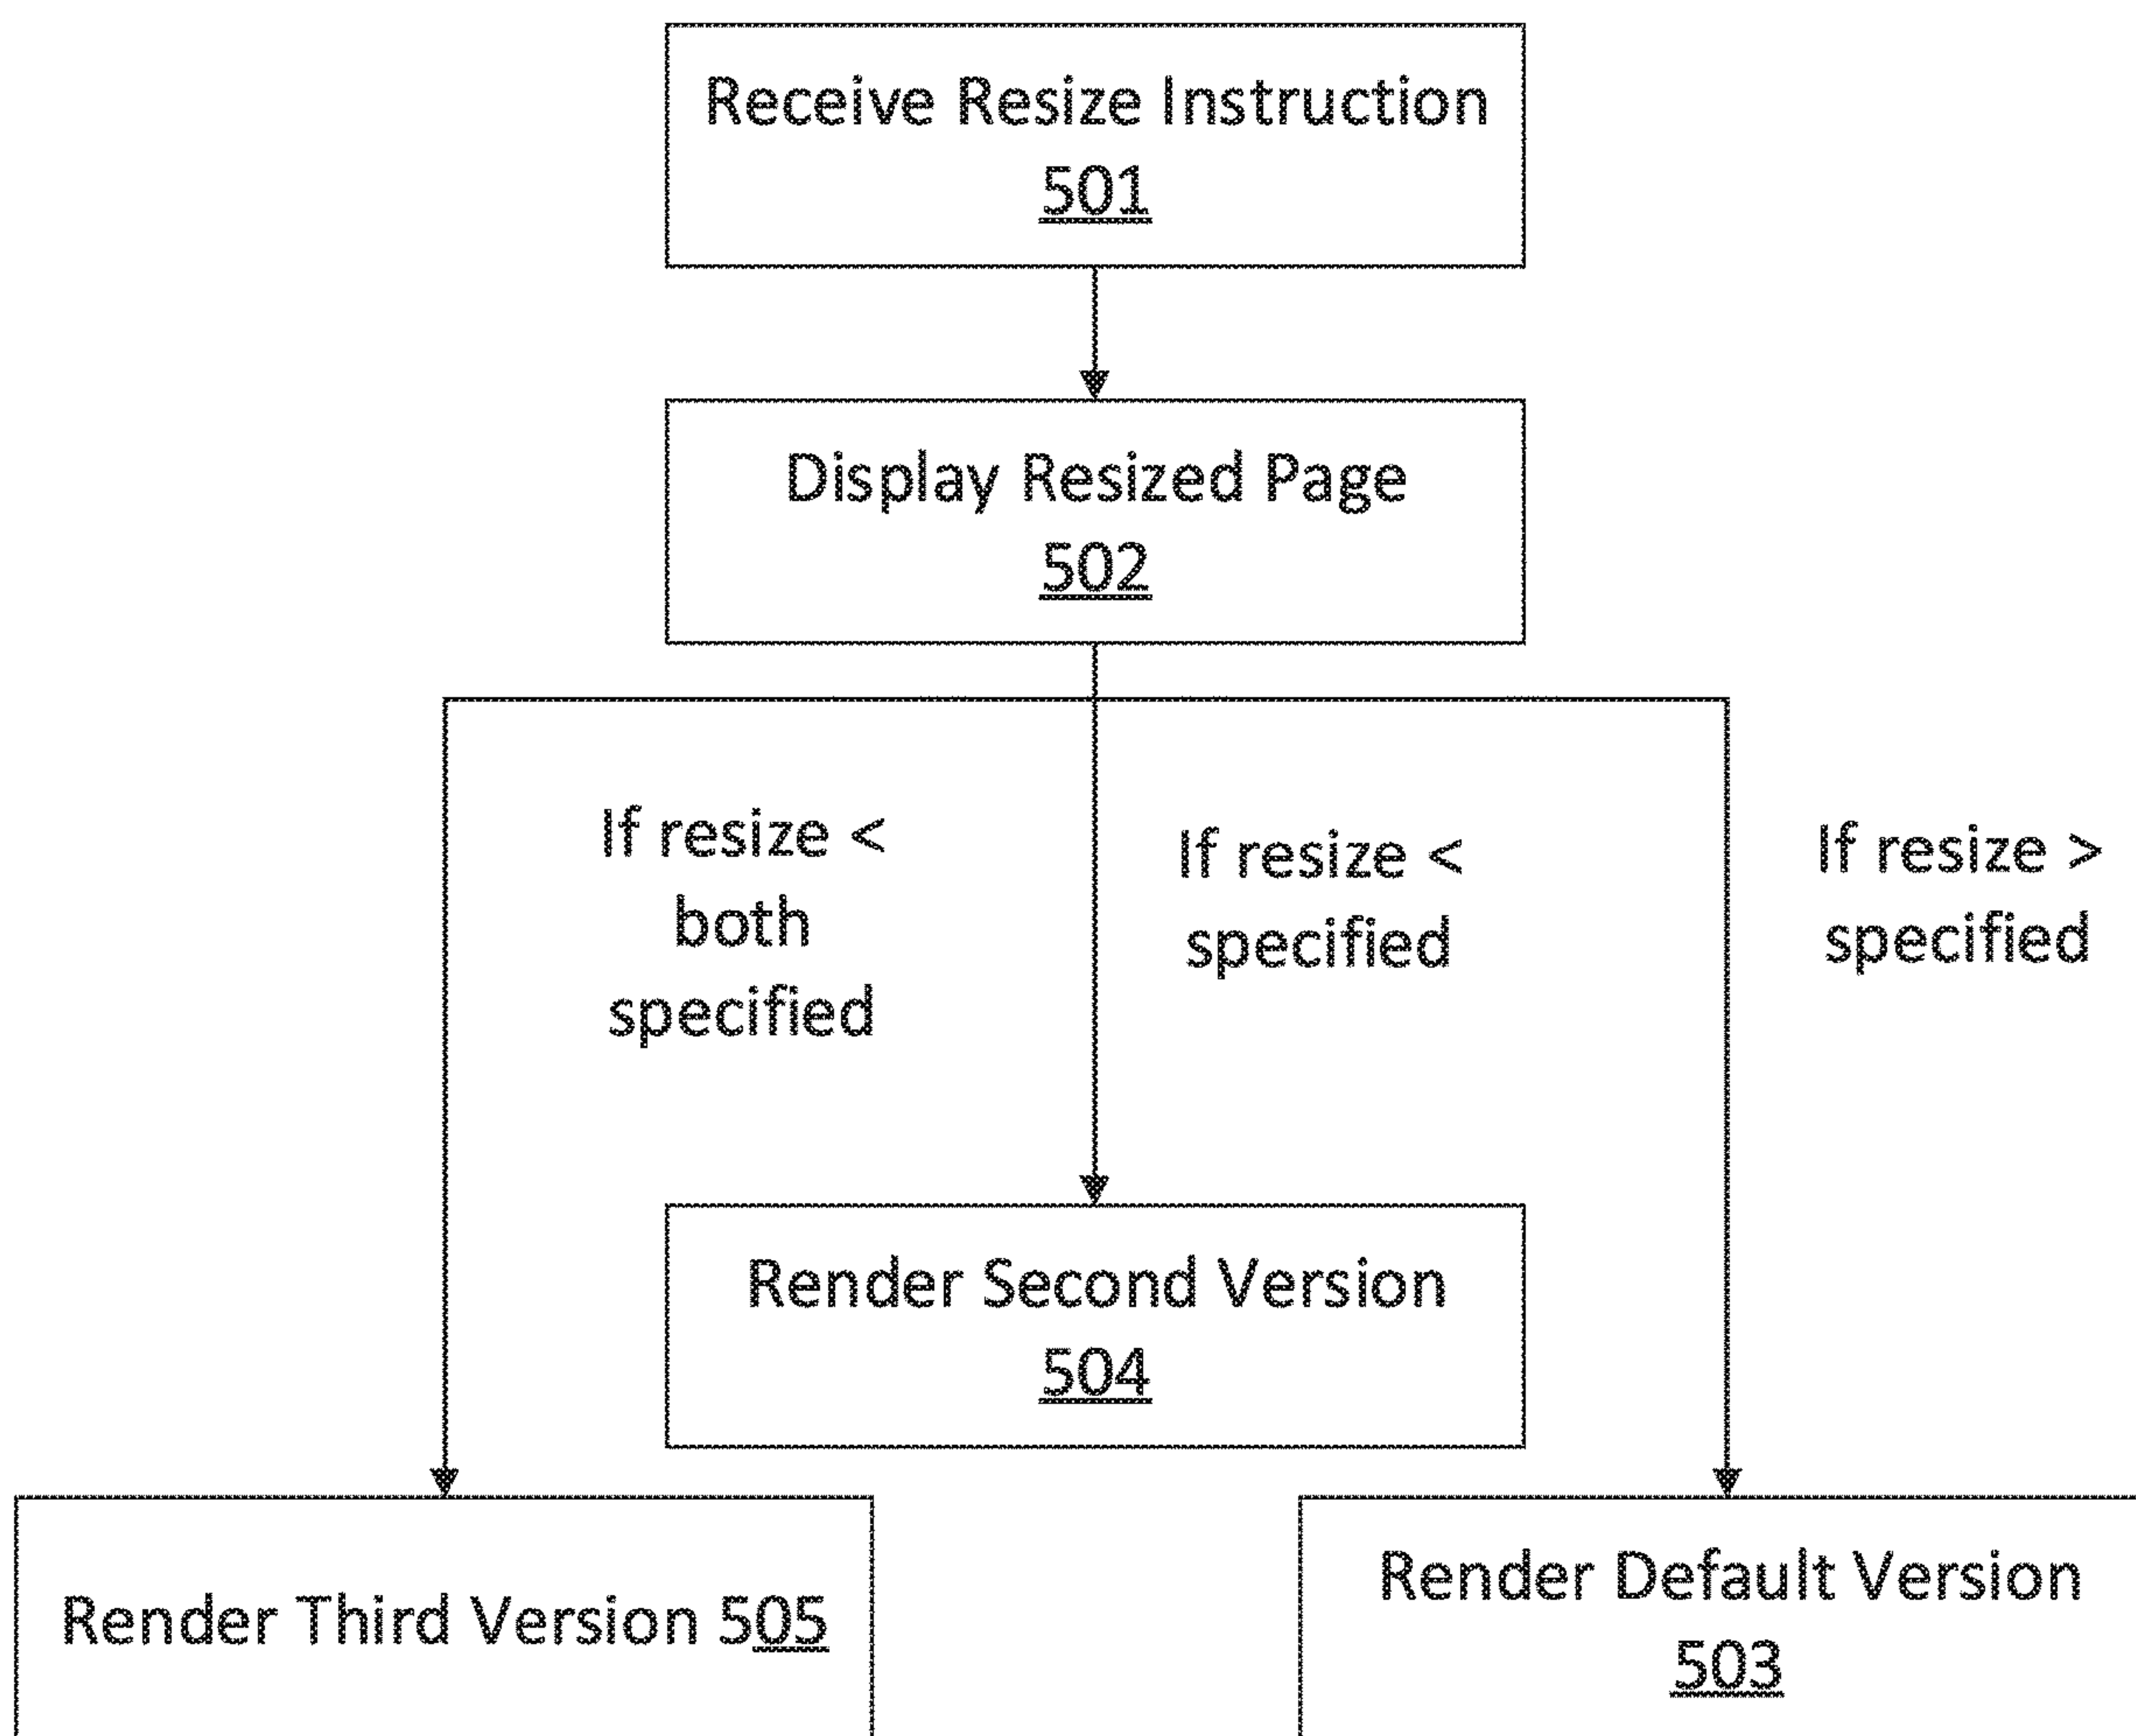 Receive Resize Instruction
501
Display Resized Page
502
If resize <
both
specified
If resize <
specified
If resize >
specified
Render Second Version
504
Render Third Version 505
Render Default Version
503